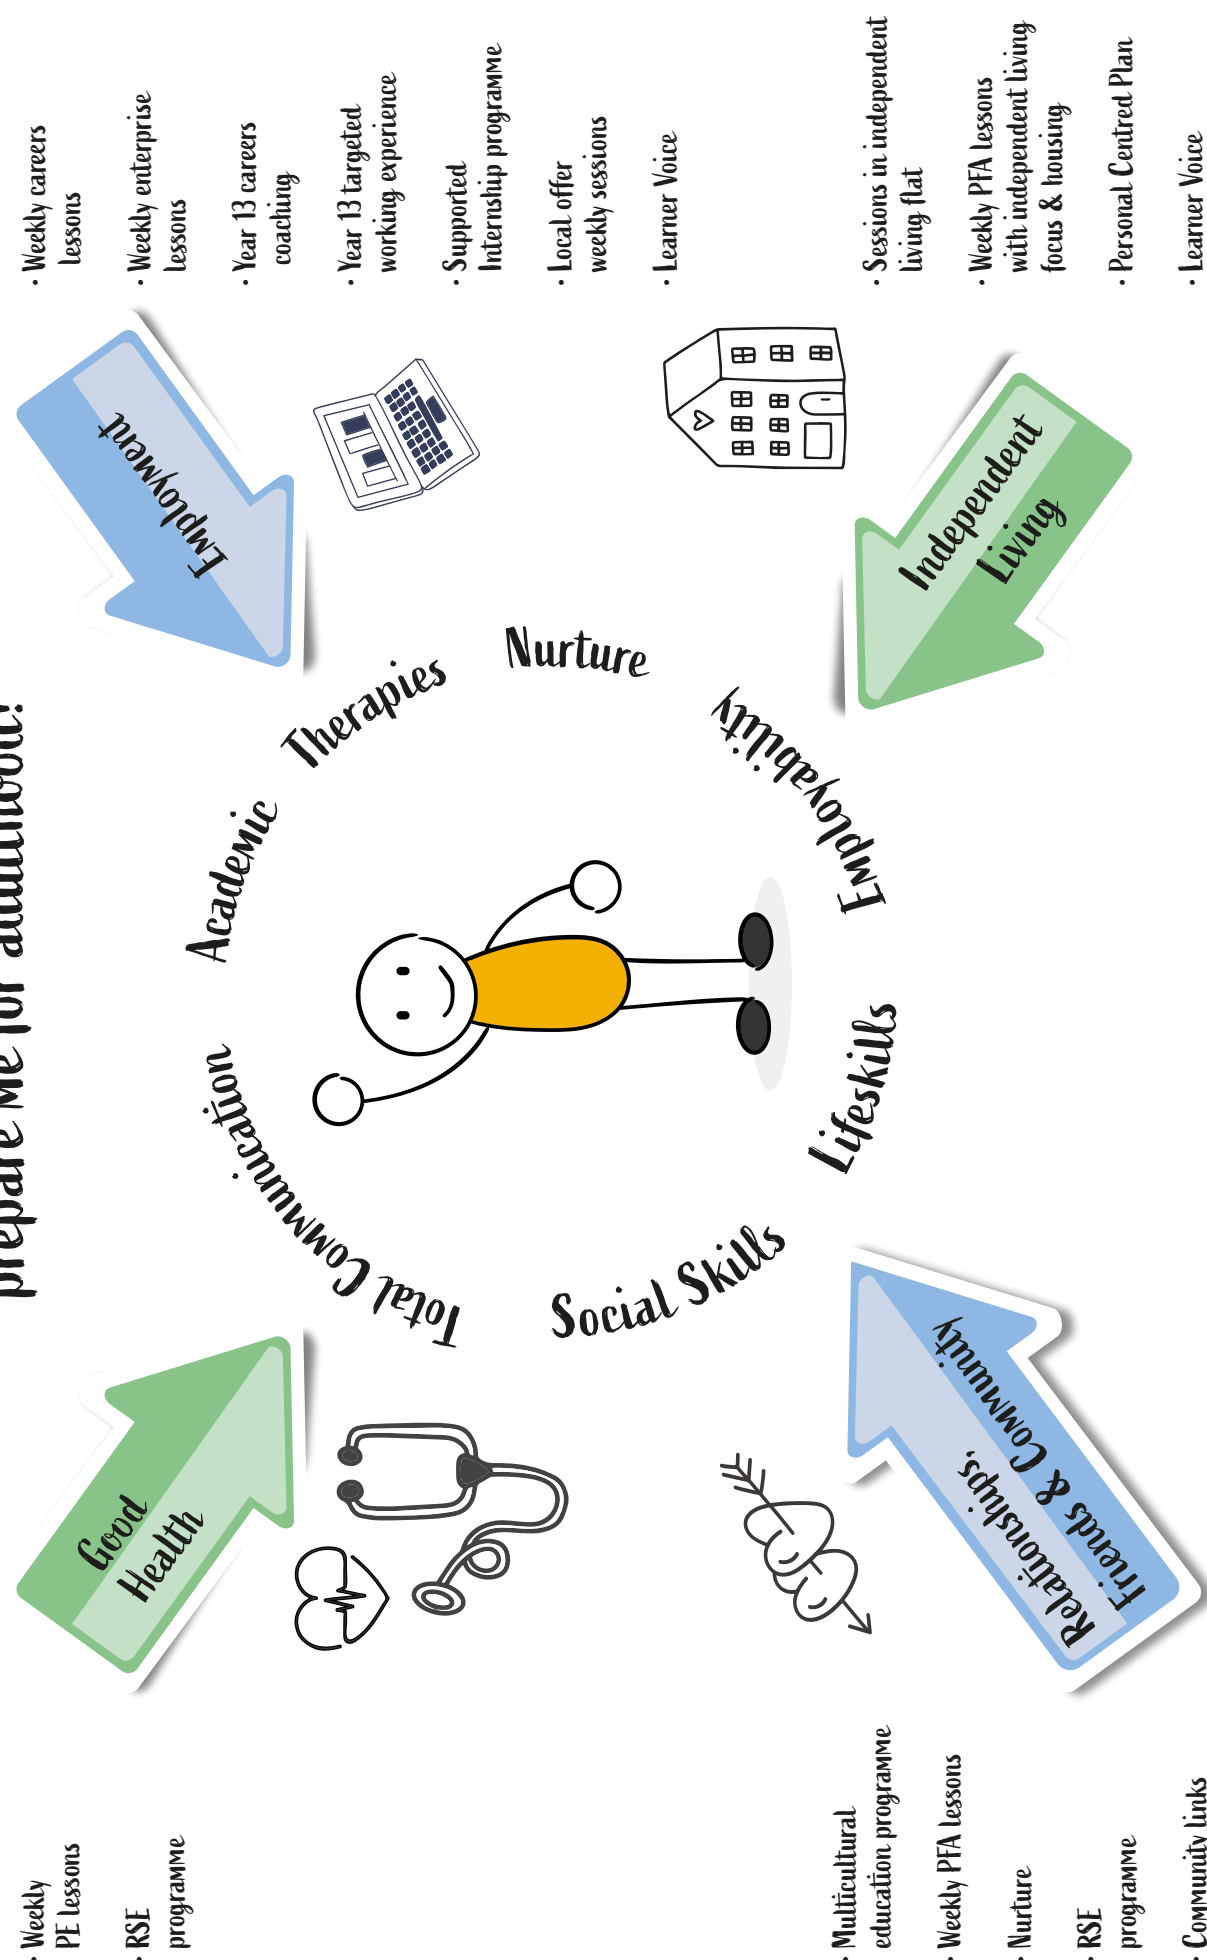 prepare me for adulthood!
Good
Health
· Weekly
PE lessons
· RSE
programme
Employment
· Weekly careers
lessons
· Weekly enterprise
lessons
· Year 13 careers
coaching
· Year 13 targeted
working experience
· Supported
Internship programme
· Local offer
weekly sessions
· Learner Voice
Total Communication
Academic
Therapies
Nurture
Employability
Lifeskills
Social Skills
Relationships,
Friends & Community
· Multicultural
education programme
· Weekly PFA lessons
· Nurture
· RSE
programme
· Community links
Independent
Living
· Sessions in independent
living flat
· Weekly PFA lessons
with independent living
focus & housing
· Personal Centred Plan
· Learner Voice